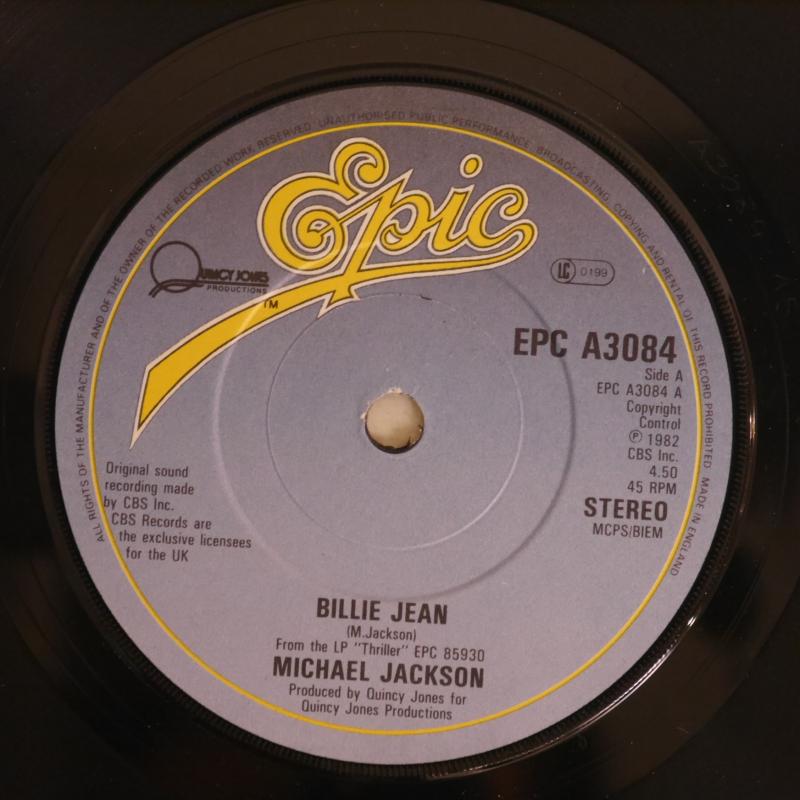 ALL RIGHTS OF THE MANUFACTURER AND OF THE OWNER OF THE RECORDED WORK RESERVED. UNAUTHORISED PUBLIC PERFORMANCE, BROADCASTING, COPYING AND RENTAL OF THIS RECORD PROHIBITED. MADE IN ENGLAND
Epic
TM
QUINCY JONES
PRODUCTIONS
LC 0199
EPC A3084
Side A
EPC A3084 A
Copyright
Control
℗ 1982
CBS Inc.
4.50
45 RPM
STEREO
MCPS/BIEM
Original sound
recording made
by CBS Inc.
CBS Records are
the exclusive licensees
for the UK
BILLIE JEAN
(M.Jackson)
From the LP "Thriller" EPC 85930
MICHAEL JACKSON
Produced by Quincy Jones for
Quincy Jones Productions